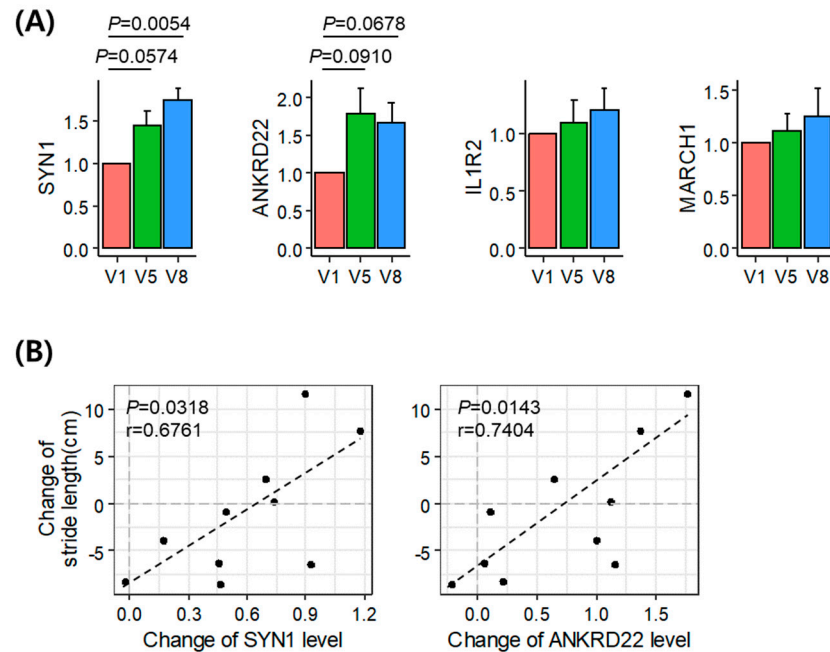 (A)
P=0.0054
P=0.0574
SYN1
1.5
1.0
0.5
0.0
V1 V5 V8
P=0.0678
P=0.0910
ANKRD22
2.0
1.5
1.0
0.5
0.0
V1 V5 V8
IL1R2
1.0
0.5
0.0
V1 V5 V8
MARCH1
1.5
1.0
0.5
0.0
V1 V5 V8
(B)
Change of
stride length(cm)
10
5
0
-5
P=0.0318
r=0.6761
0.0 0.3 0.6 0.9 1.2
Change of SYN1 level
10
5
0
-5
P=0.0143
r=0.7404
0.0 0.5 1.0 1.5
Change of ANKRD22 level